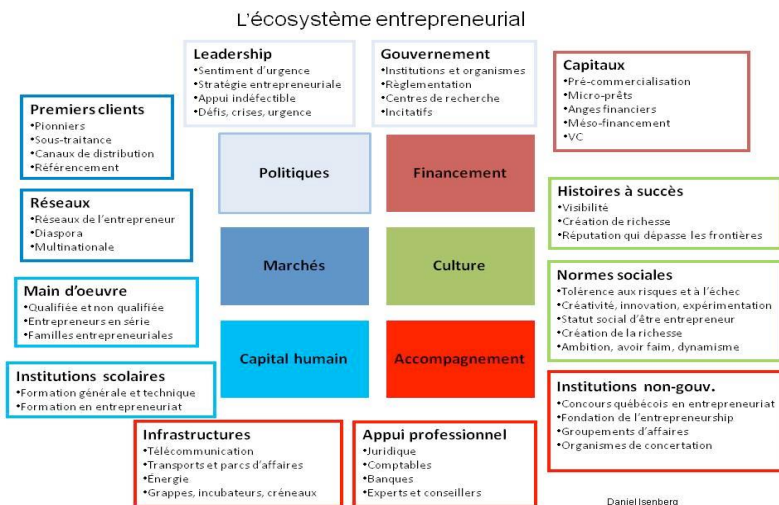 L'écosystème entrepreneurial
Leadership
•Sentiment d'urgence
•Stratégie entrepreneuriale
•Appui indéfectible
•Défis, crises, urgence
Gouvernement
•Institutions et organismes
•Règlementation
•Centres de recherche
•Incitatifs
Capitaux
•Pré-commercialisation
•Micro-prêts
•Anges financiers
•Méso-financement
•VC
Premiers clients
•Pionniers
•Sous-traitance
•Canaux de distribution
•Référencement
Politiques
Financement
Histoires à succès
•Visibilité
•Création de richesse
•Réputation qui dépasse les frontières
Réseaux
•Réseaux de l'entrepreneur
•Diaspora
•Multinationale
Marchés
Culture
Normes sociales
•Tolérence aux risques et à l'échec
•Créativité, innovation, expérimentation
•Statut social d'être entrepreneur
•Création de la richesse
•Ambition, avoir faim, dynamisme
Main d'oeuvre
•Qualifiée et non qualifiée
•Entrepreneurs en série
•Familles entrepreneuriales
Capital humain
Accompagnement
Institutions scolaires
•Formation générale et technique
•Formation en entrepreneuriat
Institutions non-gouv.
•Concours québécois en entrepreneuriat
•Fondation de l'entrepreneurship
•Groupements d'affaires
•Organismes de concertation
Infrastructures
•Télécommunication
•Transports et parcs d'affaires
•Énergie
•Grappes, incubateurs, créneaux
Appui professionnel
•Juridique
•Comptables
•Banques
•Experts et conseillers
Daniel Isenberg